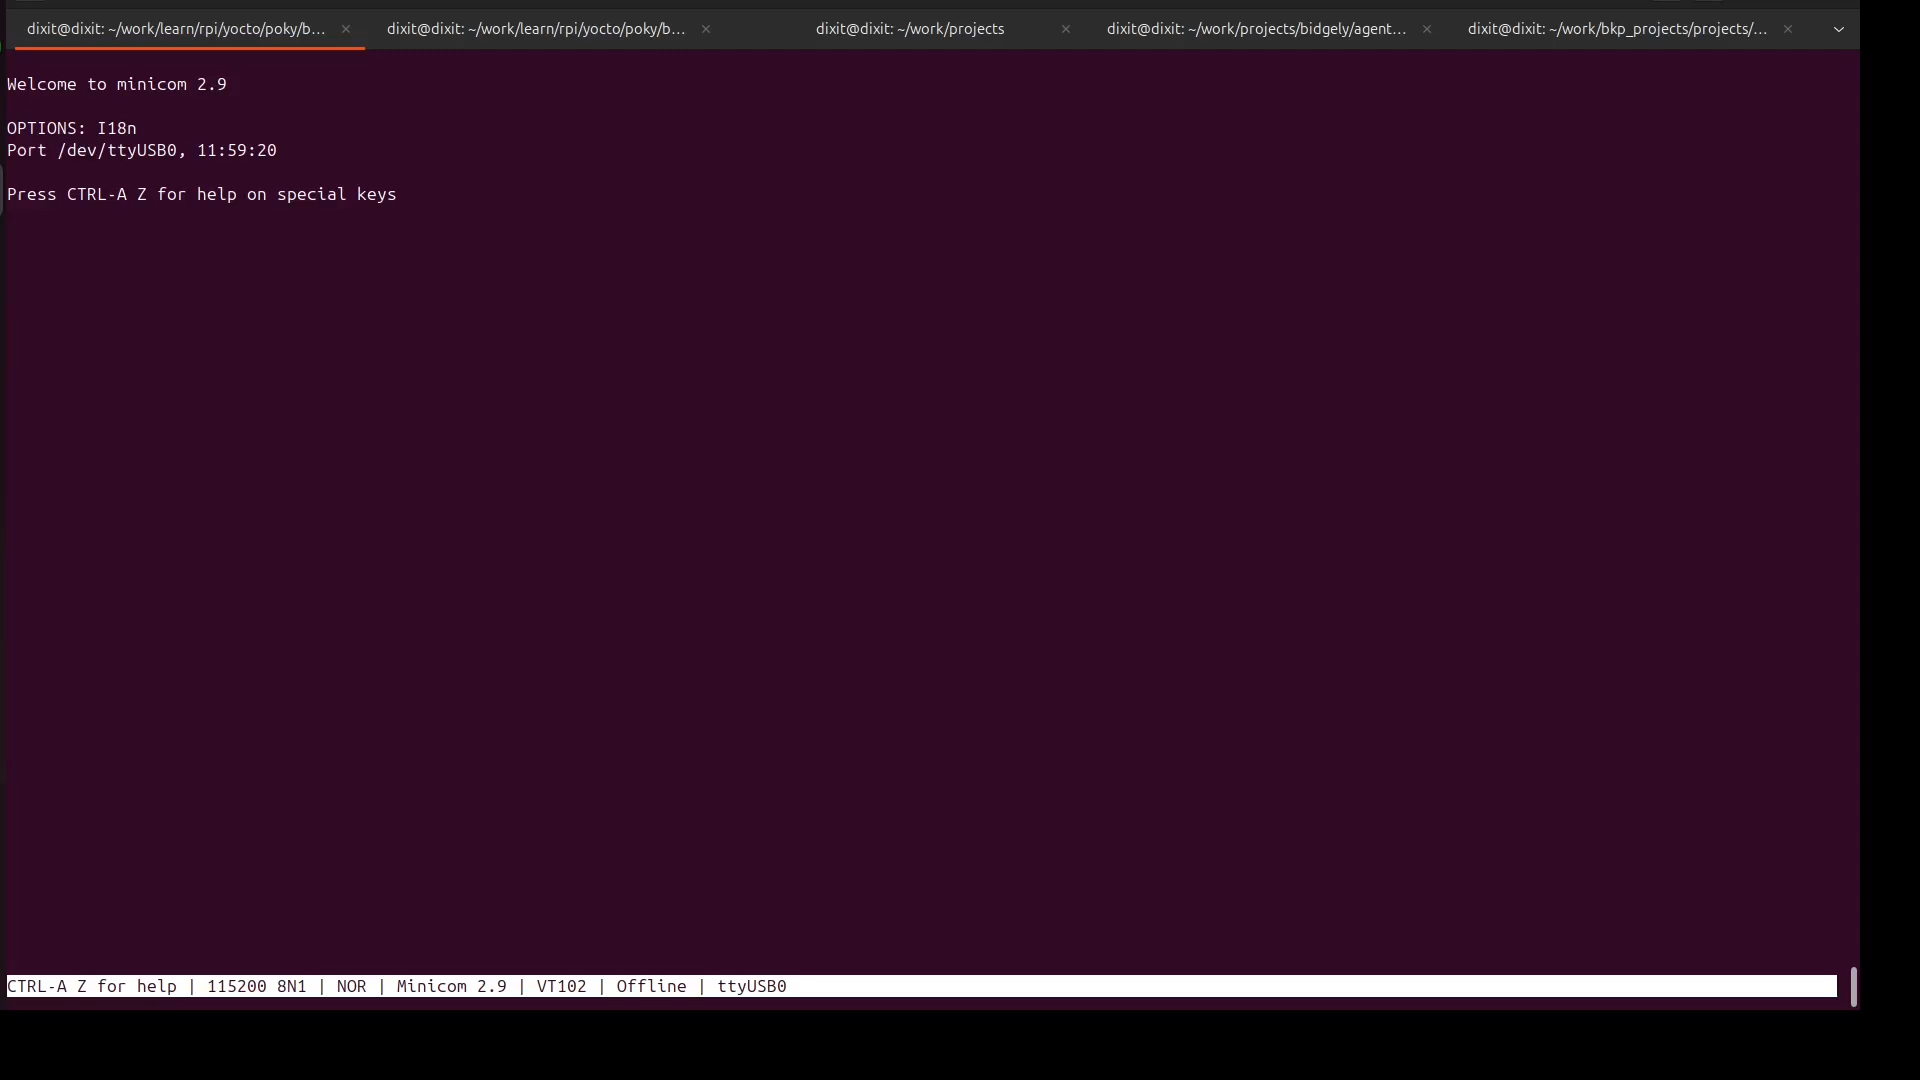 dixit@dixit: ~/work/learn/rpi/yocto/poky/b...
dixit@dixit: ~/work/learn/rpi/yocto/poky/b...
dixit@dixit: ~/work/projects
dixit@dixit: ~/work/projects/bidgely/agent...
dixit@dixit: ~/work/bkp_projects/projects/...
Welcome to minicom 2.9
OPTIONS: I18n
Port /dev/ttyUSB0, 11:59:20
Press CTRL-A Z for help on special keys
CTRL-A Z for help | 115200 8N1 | NOR | Minicom 2.9 | VT102 | Offline | ttyUSB0